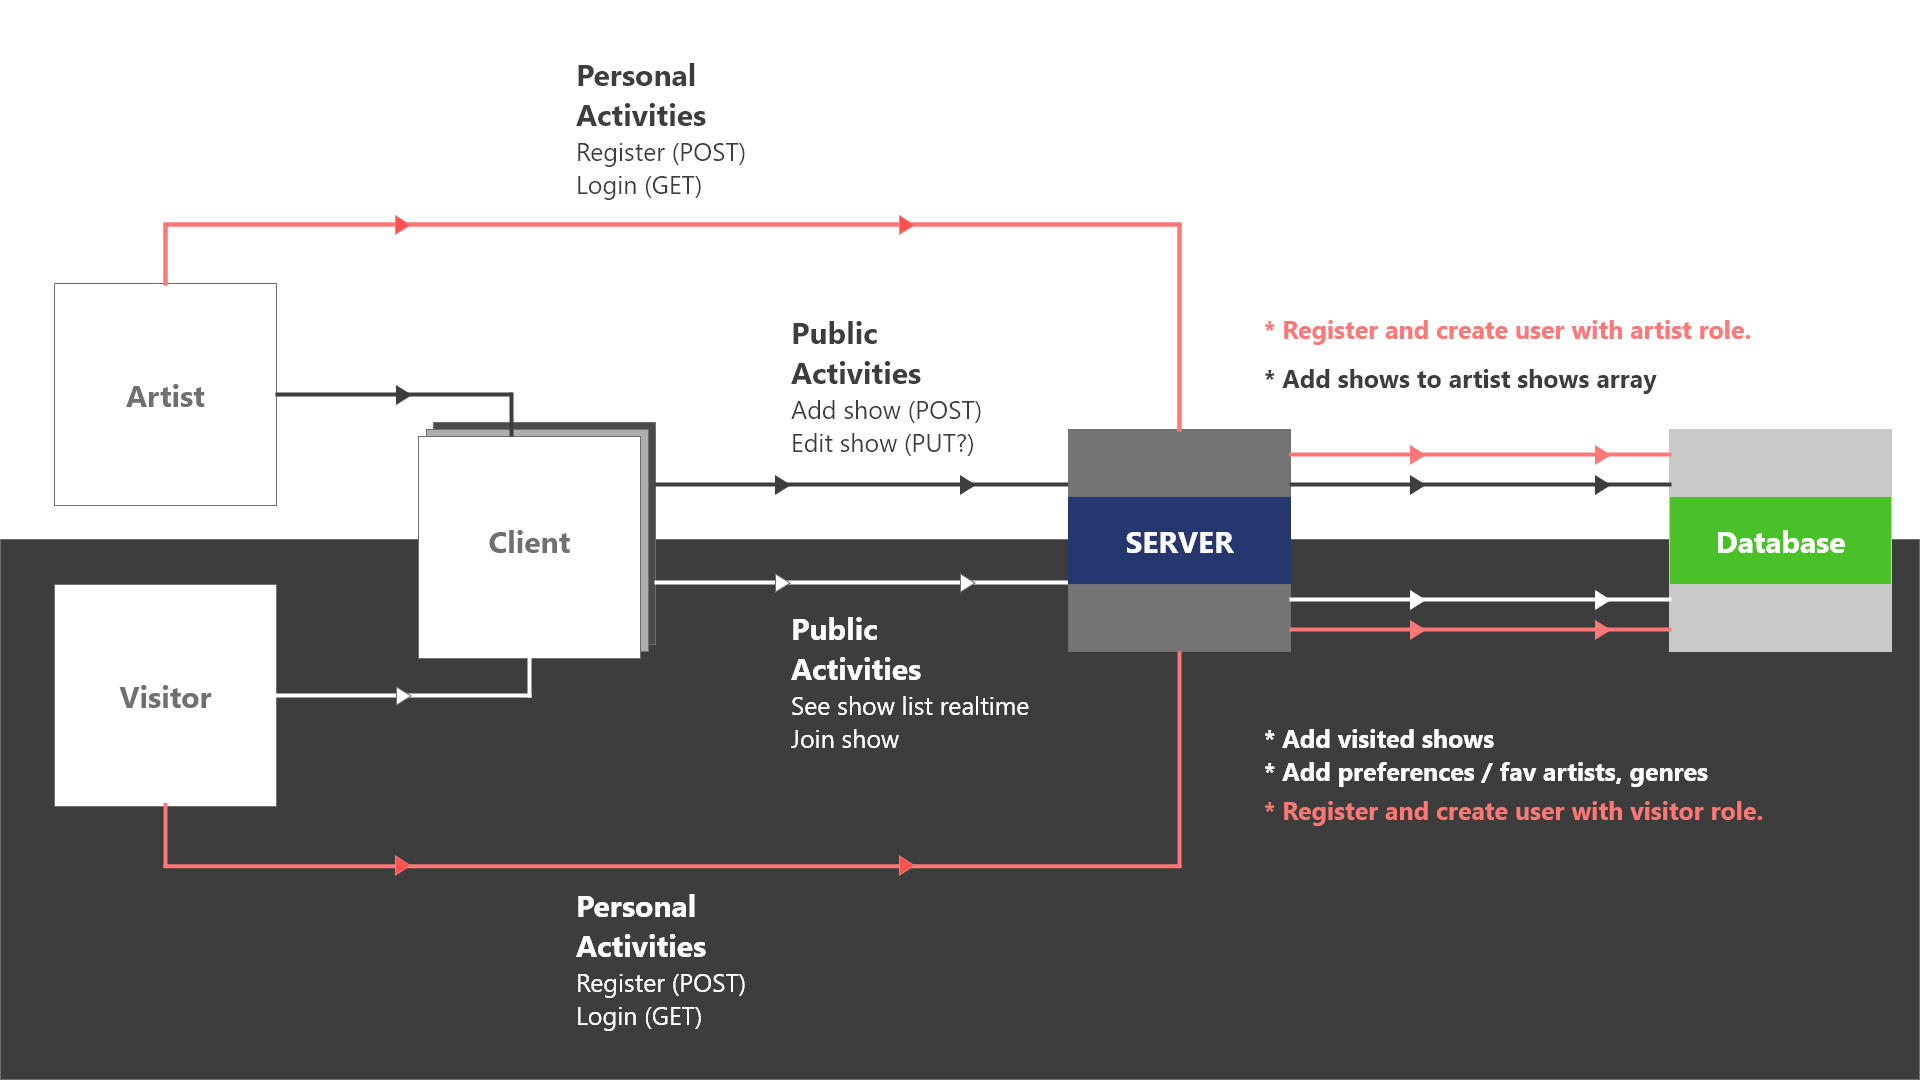 Personal
Activities
Register (POST)
Login (GET)
Artist
Public
Activities
Add show (POST)
Edit show (PUT?)
* Register and create user with artist role.
* Add shows to artist shows array
Client
SERVER
Database
Visitor
Public
Activities
See show list realtime
Join show
* Add visited shows
* Add preferences / fav artists, genres
* Register and create user with visitor role.
Personal
Activities
Register (POST)
Login (GET)